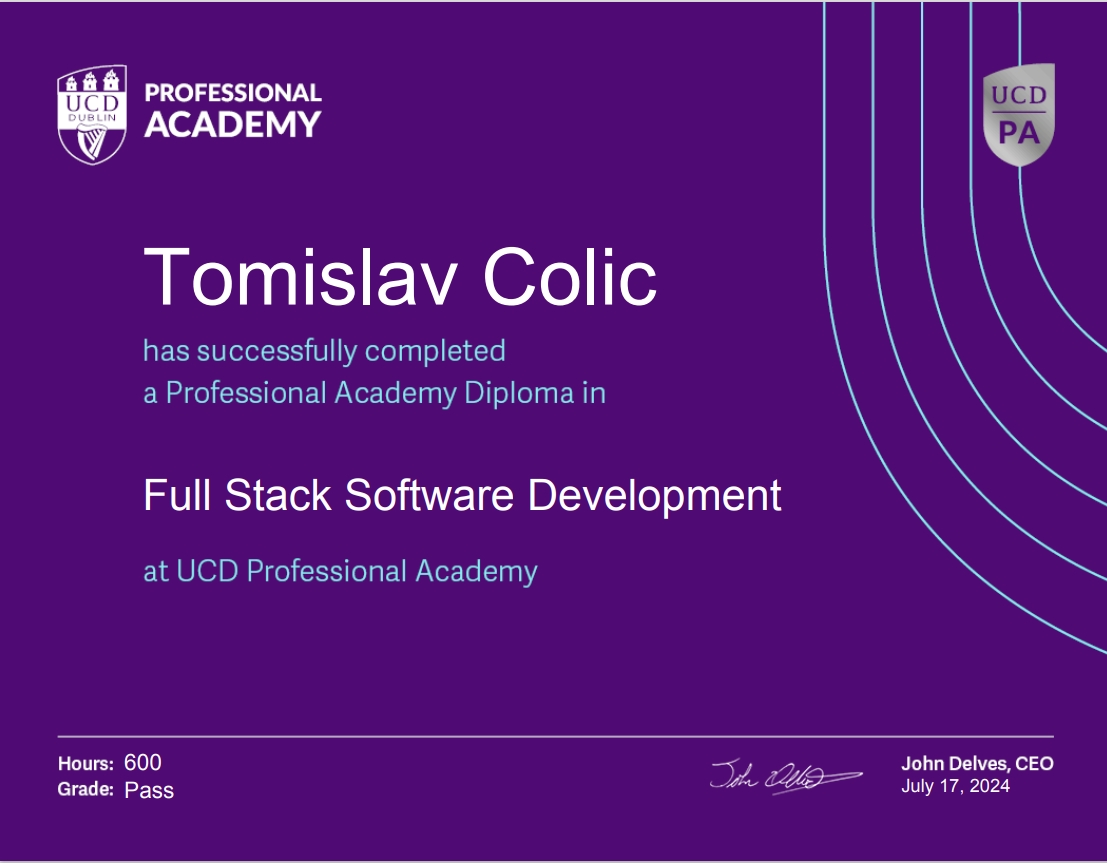 UCD
DUBLIN
PROFESSIONAL
ACADEMY
UCD
PA
Tomislav Colic
has successfully completed
a Professional Academy Diploma in
Full Stack Software Development
at UCD Professional Academy
Hours: 600
Grade: Pass
John Delves
John Delves, CEO
July 17, 2024